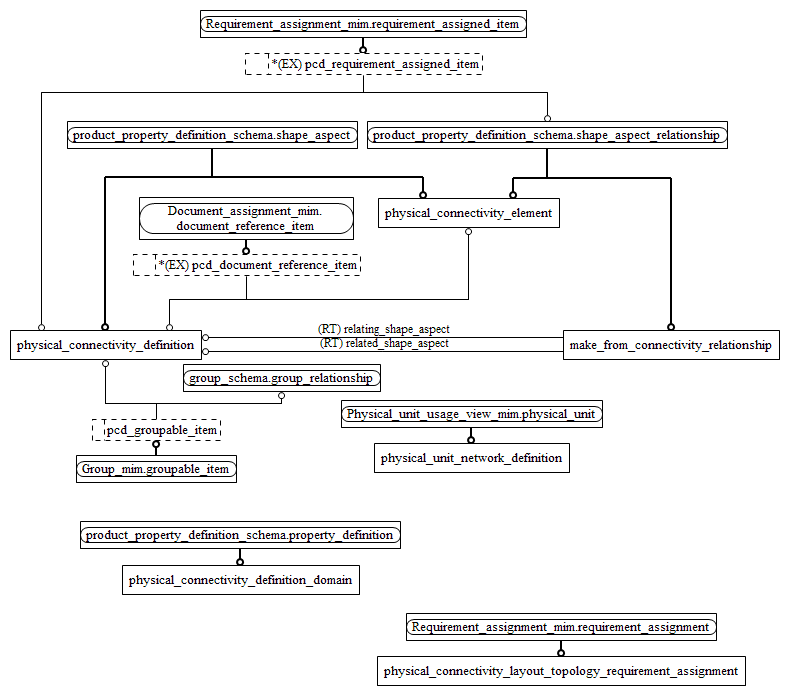 Requirement_assignment_mim.requirement_assigned_item
*(EX) pcd_requirement_assigned_item
product_property_definition_schema.shape_aspect
product_property_definition_schema.shape_aspect_relationship
Document_assignment_mim.
document_reference_item
physical_connectivity_element
*(EX) pcd_document_reference_item
physical_connectivity_definition
(RT) relating_shape_aspect
(RT) related_shape_aspect
make_from_connectivity_relationship
group_schema.group_relationship
Physical_unit_usage_view_mim.physical_unit
pcd_groupable_item
physical_unit_network_definition
Group_mim.groupable_item
product_property_definition_schema.property_definition
physical_connectivity_definition_domain
Requirement_assignment_mim.requirement_assignment
physical_connectivity_layout_topology_requirement_assignment